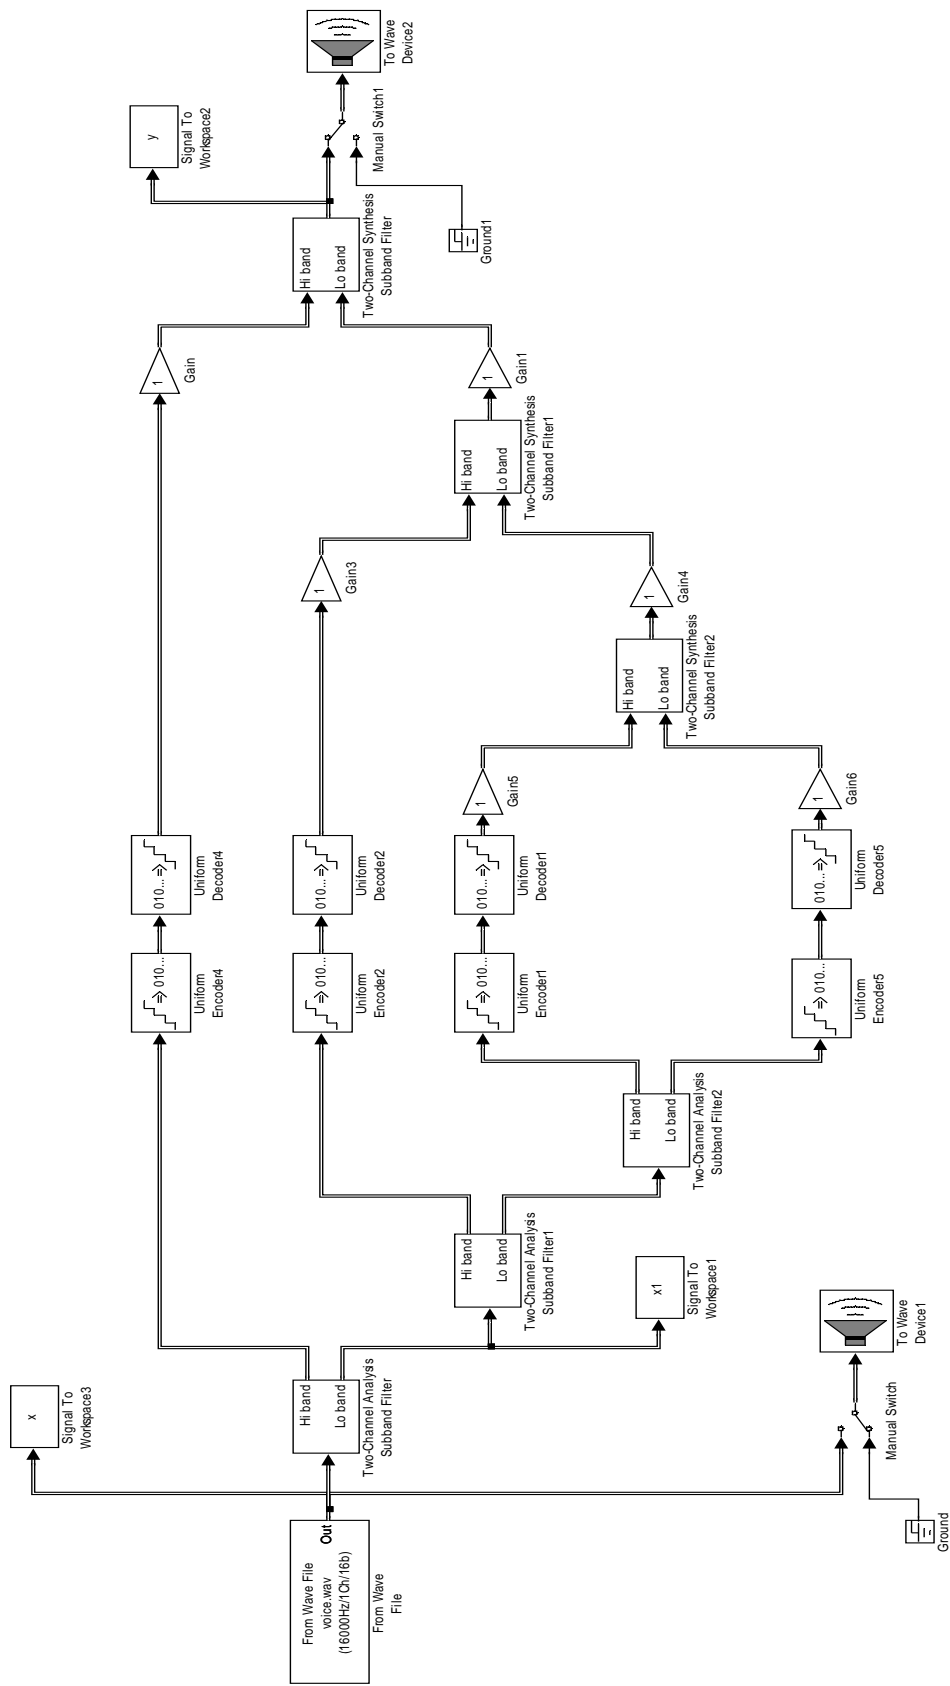 From Wave File
voice.wav
(16000Hz/1Ch/16b)
Out
From Wave
File
x
Signal To
Workspace3
Hi band
Lo band
Two-Channel Analysis
Subband Filter
Ground
Manual Switch
To Wave
Device1
x1
Signal To
Workspace1
Hi band
Lo band
Two-Channel Analysis
Subband Filter1
Hi band
Lo band
Two-Channel Analysis
Subband Filter2
010...
Uniform
Encoder4
010...
Uniform
Encoder2
010...
Uniform
Encoder1
010...
Uniform
Encoder5
010...
Uniform
Decoder4
010...
Uniform
Decoder2
010...
Uniform
Decoder1
010...
Uniform
Decoder5
1
Gain5
1
Gain6
Hi band
Lo band
Two-Channel Synthesis
Subband Filter2
1
Gain3
1
Gain4
Hi band
Lo band
Two-Channel Synthesis
Subband Filter1
1
Gain
1
Gain1
Hi band
Lo band
Two-Channel Synthesis
Subband Filter
Ground1
y
Signal To
Workspace2
Manual Switch1
To Wave
Device2